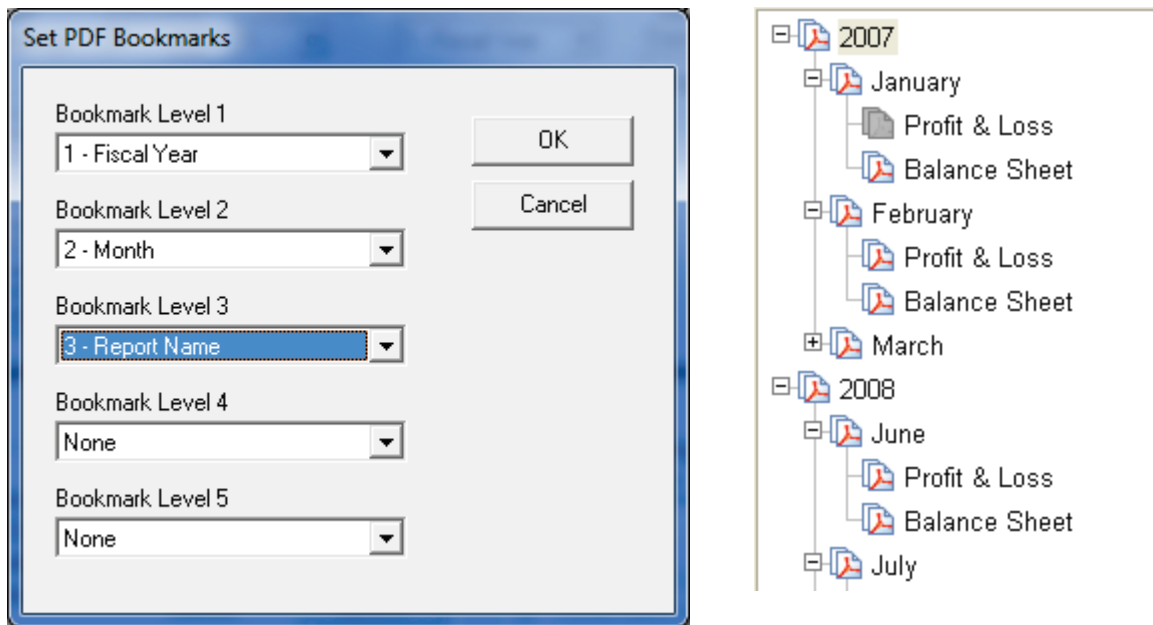 Set PDF Bookmarks
Bookmark Level 1
1 - Fiscal Year
OK
Bookmark Level 2
Cancel
2 - Month
Bookmark Level 3
3 - Report Name
Bookmark Level 4
None
Bookmark Level 5
None
2007
January
Profit & Loss
Balance Sheet
February
Profit & Loss
Balance Sheet
March
2008
June
Profit & Loss
Balance Sheet
July